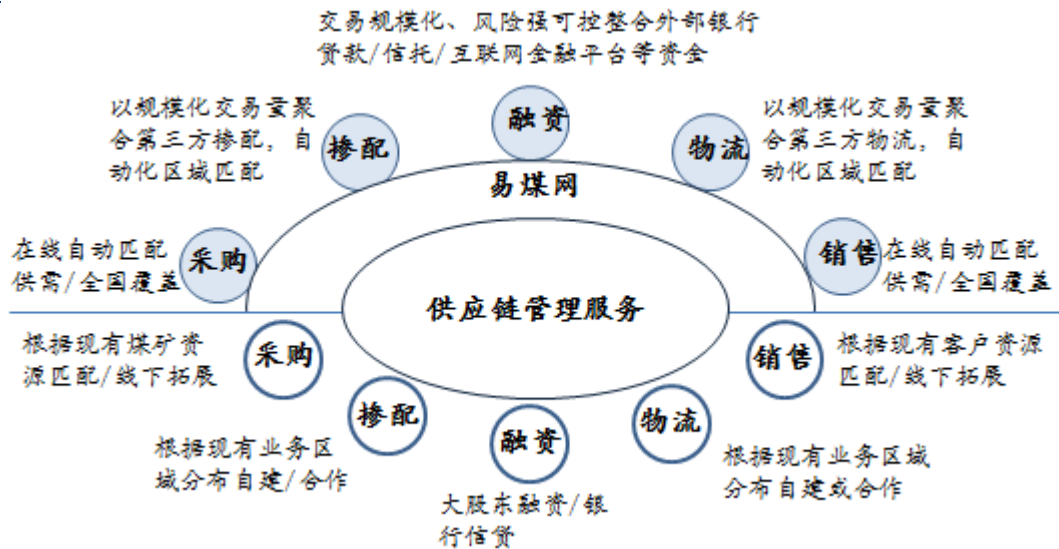 交易规模化、风险强可控整合外部银行
贷款/信托/互联网金融平台等资金
以规模化交易量聚
合第三方掺配，自
动化区域匹配
掺配
融资
物流
以规模化交易量聚
合第三方物流，自
动化区域匹配
易煤网
在线自动匹配
供需/全国覆盖
采购
销售
在线自动匹配
供需/全国覆盖
供应链管理服务
根据现有煤矿资
源匹配/线下拓展
采购
销售
根据现有客户资源
匹配/线下拓展
掺配
融资
物流
根据现有业务区
域分布自建/合作
大股东融资/银
行信贷
根据现有业务区域
分布自建或合作